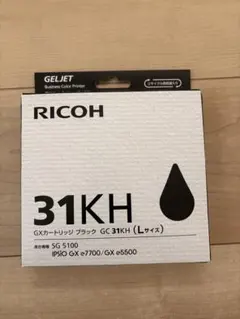 GELJET
Business Color Printer
RICOH
31KH
GXカートリッジ ブラック GC 31KH (Lサイズ)
SG 5100
IPSiO GX e7700/GX e5500